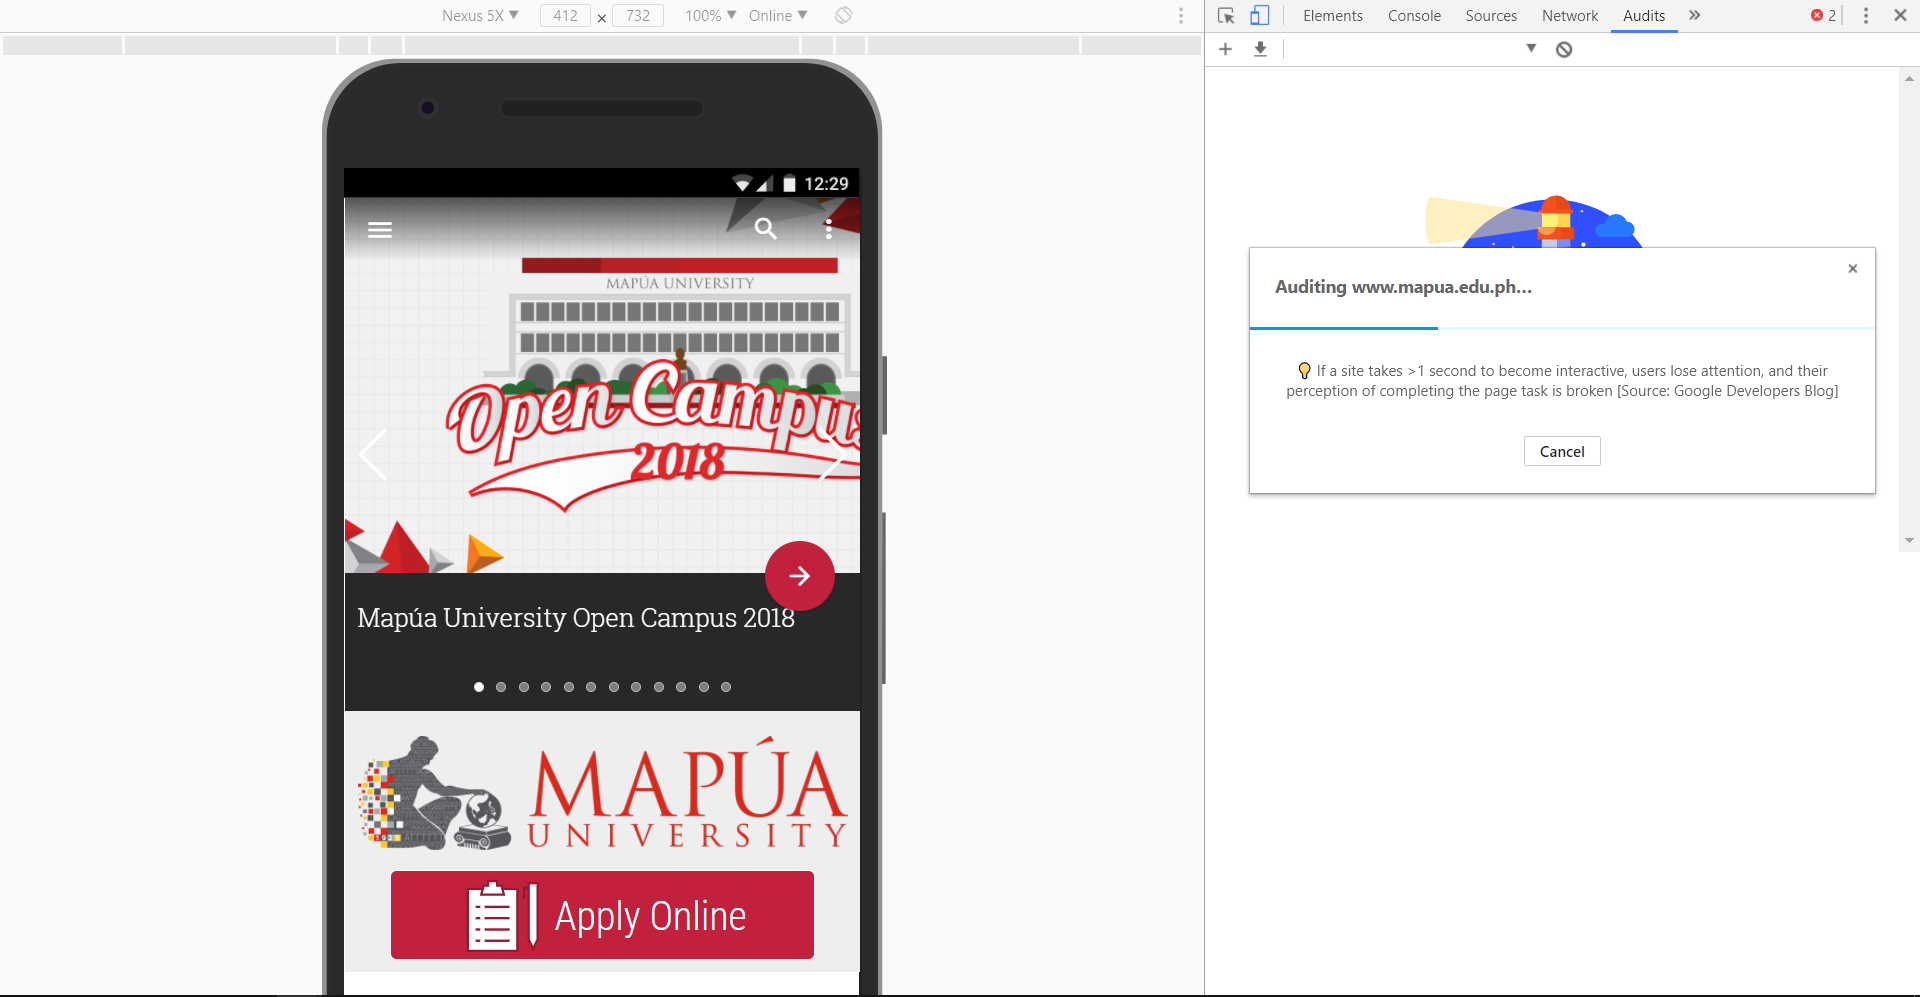 Nexus 5X ▼ 412 × 732 100% ▼ Online ▼
Elements Console Sources Network Audits » 2
12:29
MAPÚA UNIVERSITY
Open Campus
2018
Mapúa University Open Campus 2018
MAPÚA
UNIVERSITY
Apply Online
Auditing www.mapua.edu.ph...
If a site takes >1 second to become interactive, users lose attention, and their
perception of completing the page task is broken [Source: Google Developers Blog]
Cancel